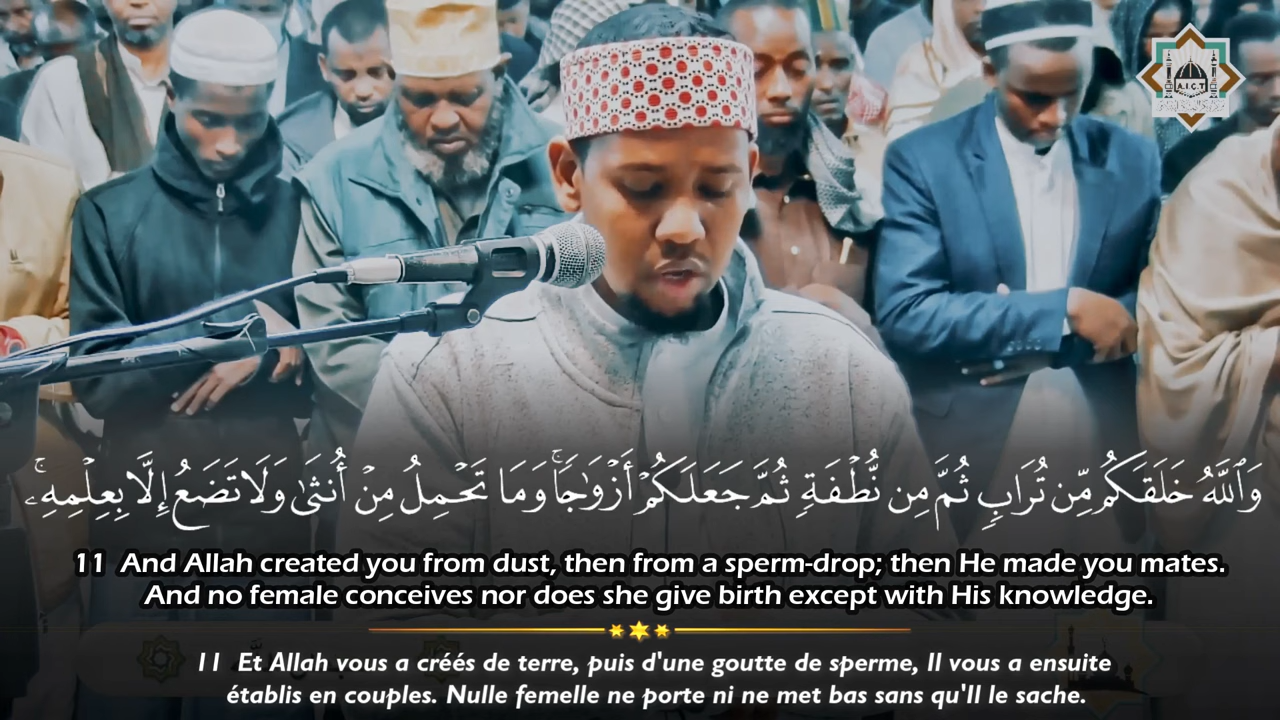 A.I.C.T
وَٱللَّهُ خَلَقَكُم مِّن تُرَابٍ ثُمَّ مِن نُّطْفَةٍ ثُمَّ جَعَلَكُمْ أَزْوَٰجًا ۚ وَمَا تَحْمِلُ مِنْ أُنثَىٰ وَلَا تَضَعُ إِلَّا بِعِلْمِهِۦ ۚ
11 And Allah created you from dust, then from a sperm-drop; then He made you mates.
And no female conceives nor does she give birth except with His knowledge.
11 Et Allah vous a créés de terre, puis d'une goutte de sperme, Il vous a ensuite
établis en couples. Nulle femelle ne porte ni ne met bas sans qu'Il le sache.